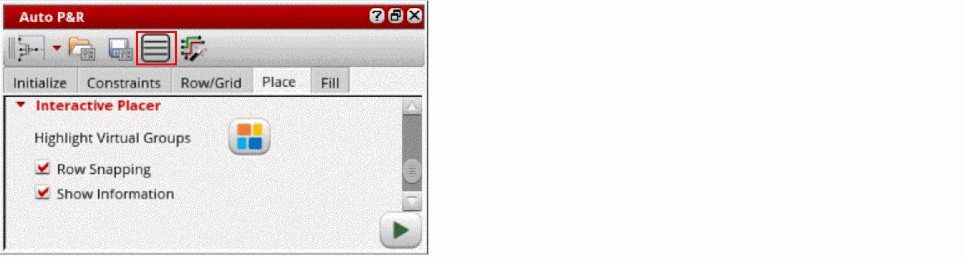 Auto P&R
Initialize Constraints Row/Grid Place Fill
Interactive Placer
Highlight Virtual Groups
Row Snapping
Show Information